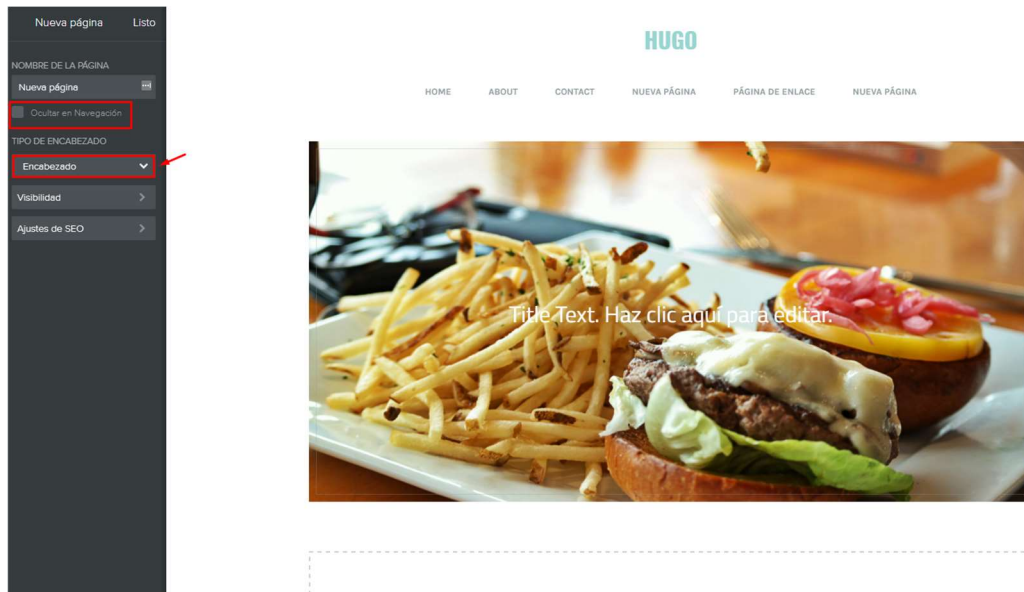 Nueva página Listo
NOMBRE DE LA PÁGINA
Nueva página
Ocultar en Navegación
TIPO DE ENCABEZADO
Encabezado
Visibilidad
Ajustes de SEO
HUGO
HOME ABOUT CONTACT NUEVA PÁGINA PÁGINA DE ENLACE NUEVA PÁGINA
Title Text. Haz clic aquí para editar.